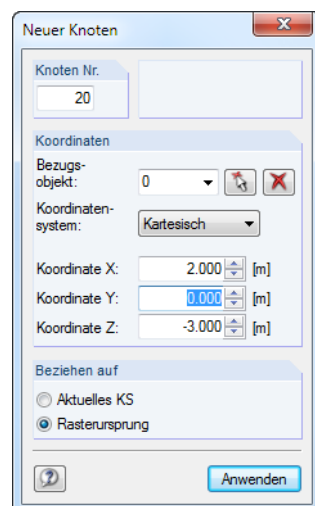 Neuer Knoten
Knoten Nr.
20
Koordinaten
Bezugs-
objekt: 0
Koordinaten-
system: Kartesisch
Koordinate X: 2.000 [m]
Koordinate Y: 0.000 [m]
Koordinate Z: -3.000 [m]
Beziehen auf
Aktuelles KS
Rasterursprung
Anwenden